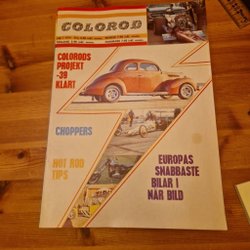 COLOROD
COLORODS
PROJEKT
-39
KLART
CHOPPERS
HOT ROD
TIPS
EUROPAS
SNABBASTE
BILAR I
NÄR BILD